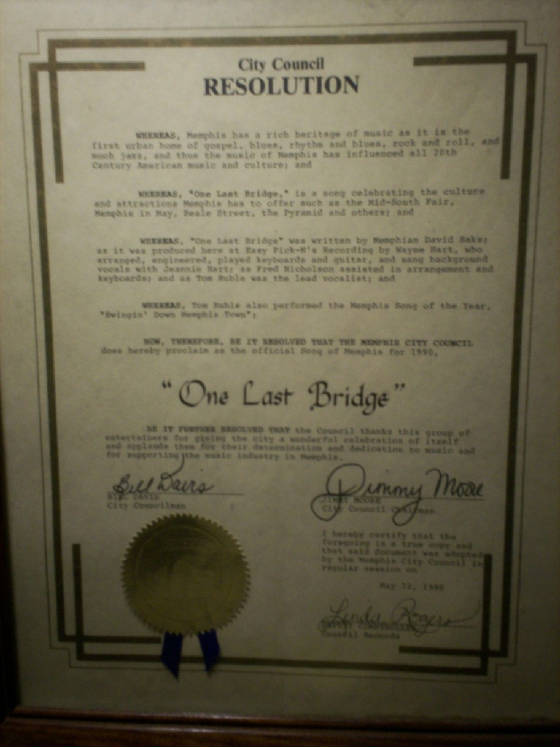 City Council
RESOLUTION
WHEREAS, Memphis has a rich heritage of music as it is the
first urban home of gospel, blues, rhythm and blues, rock and roll, and
much jazz, and thus the music of Memphis has influenced all 20th
Century American music and culture; and
WHEREAS, "One Last Bridge," is a song celebrating the culture
and attractions Memphis has to offer such as the Mid-South Fair,
Memphis in May, Beale Street, the Pyramid and others; and
WHEREAS, "One Last Bridge" was written by Memphian David Saks;
as it was produced here at Easy Pick-M's Recording by Wayne Hart, who
arranged, engineered, played keyboards and guitar, and sang background
vocals with Jeannie Hart; as Fred Nicholson assisted in arrangement and
keyboards; and as Tom Ruble was the lead vocalist; and
WHEREAS, Tom Ruble also performed the Memphis Song of the Year,
"Swingin' Down Memphis Town";
NOW, THEREFORE, BE IT RESOLVED THAT THE MEMPHIS CITY COUNCIL
does hereby proclaim as the official Song of Memphis for 1990,
"One Last Bridge"
BE IT FURTHER RESOLVED THAT the Council thanks this group of
entertainers for giving the city a wonderful celebration of itself
and applauds them for their determination and dedication to music and
for supporting the music industry in Memphis.
Bill Davis
BILL DAVIS
City Councilman
Jimmy Moore
JIMMY MOORE
City Council Chairman
I hereby certify that the
foregoing is a true copy and
that said document was adopted
by the Memphis City Council in
regular session on
May 22, 1990
Linda Rogers
Council Records